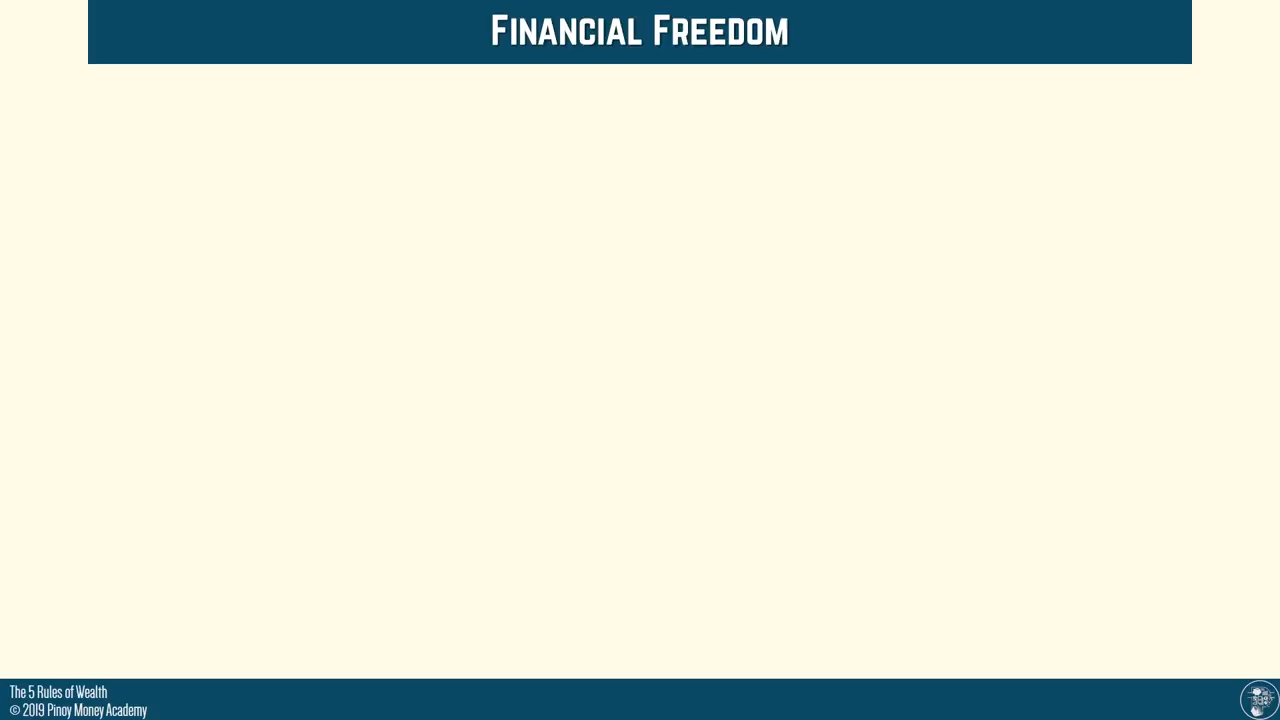 Financial Freedom
The 5 Rules of Wealth
© 2019 Pinoy Money Academy